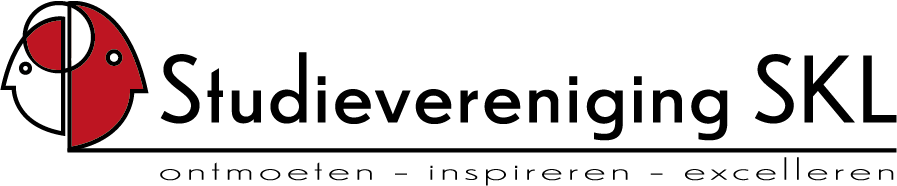 Studievereniging SKL
ontmoeten – inspireren – excelleren